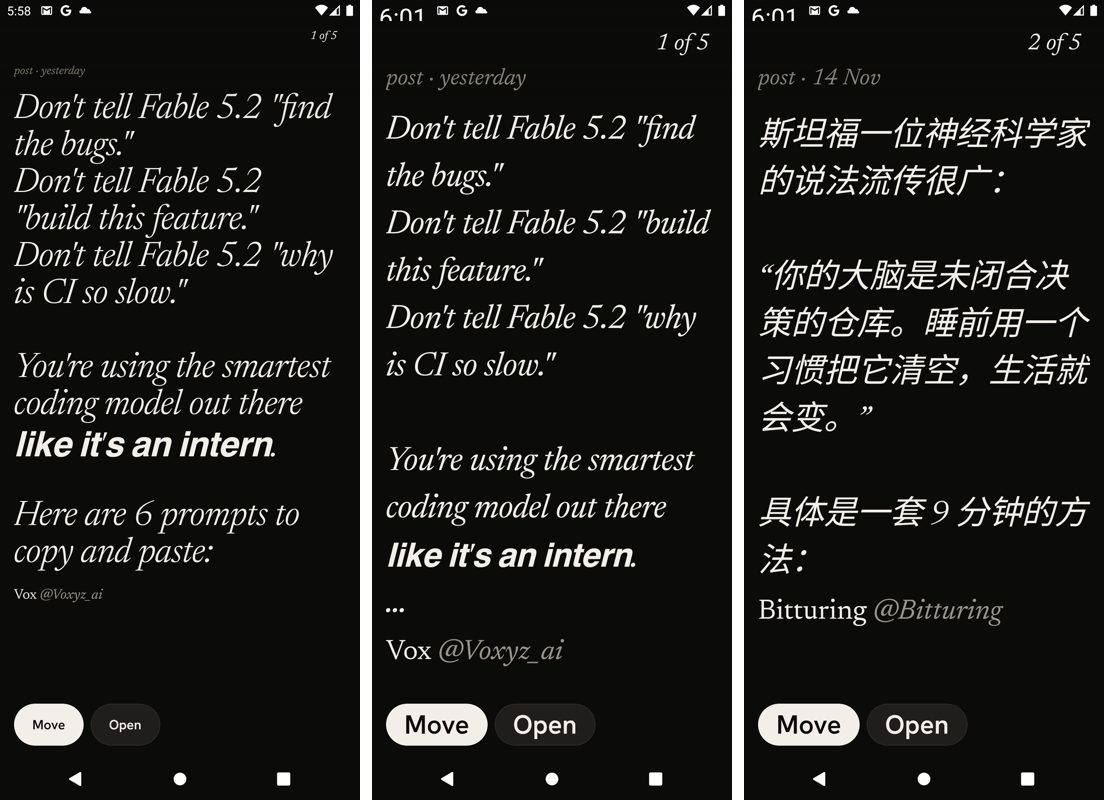 5:58
1 of 5
post · yesterday
Don't tell Fable 5.2 "find
the bugs."
Don't tell Fable 5.2
"build this feature."
Don't tell Fable 5.2 "why
is CI so slow."
You're using the smartest
coding model out there
like it's an intern.
Here are 6 prompts to
copy and paste:
Vox @Voxyz_ai
Move
Open
6:01
1 of 5
post · yesterday
Don't tell Fable 5.2 "find
the bugs."
Don't tell Fable 5.2 "build
this feature."
Don't tell Fable 5.2 "why
is CI so slow."
You're using the smartest
coding model out there
like it's an intern.
...
Vox @Voxyz_ai
Move
Open
6:01
2 of 5
post · 14 Nov
斯坦福一位神经科学家
的说法流传很广：
“你的大脑是未闭合决
策的仓库。睡前用一个
习惯把它清空，生活就
会变。”
具体是一套 9 分钟的方
法：
Bitturing @Bitturing
Move
Open